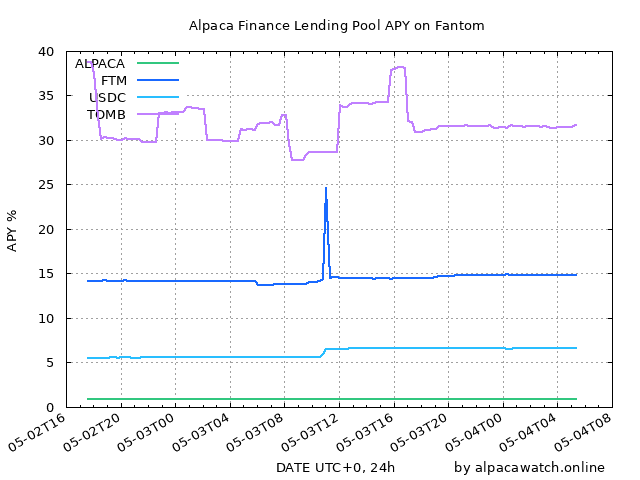 Alpaca Finance Lending Pool APY on Fantom
40
35
30
25
20
15
10
5
0
APY %
ALPACA
FTM
USDC
TOMB
05-02T16
05-02T20
05-03T00
05-03T04
05-03T08
05-03T12
05-03T16
05-03T20
05-04T00
05-04T04
05-04T08
DATE UTC+0, 24h
by alpacawatch.online